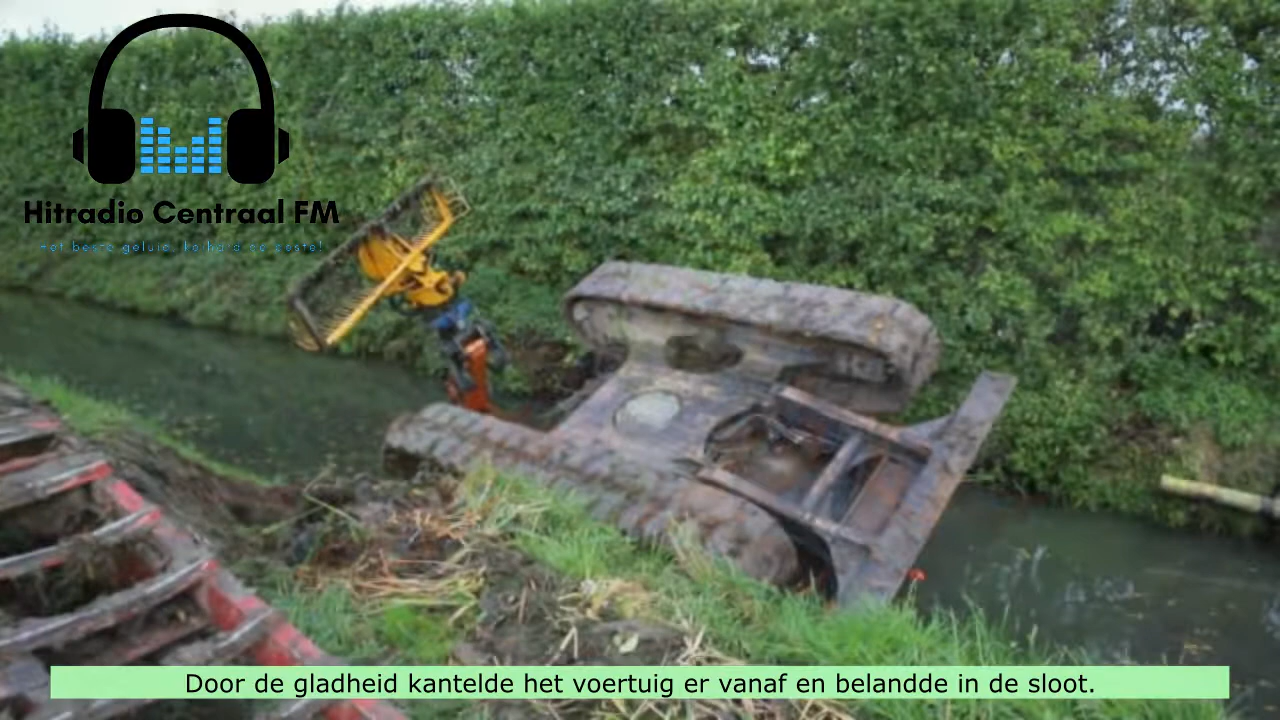 Hitradio Centraal FM
Door de gladheid kantelde het voertuig er vanaf en belandde in de sloot.